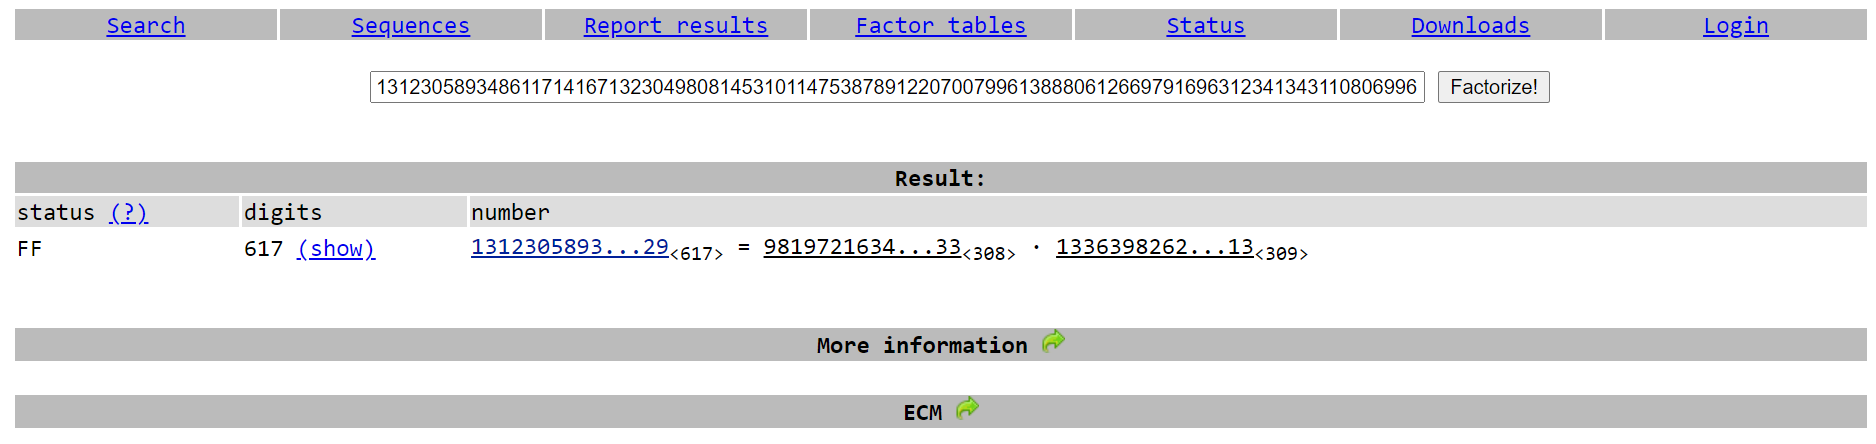 Search Sequences Report results Factor tables Status Downloads Login
1312305893486117141671323049808145310114753878912207007996138880612669791696312341343110806996 Factorize!
Result:
status (?) digits number
FF 617 (show) 1312305893...29<617> = 9819721634...33<308> · 1336398262...13<309>
More information
ECM